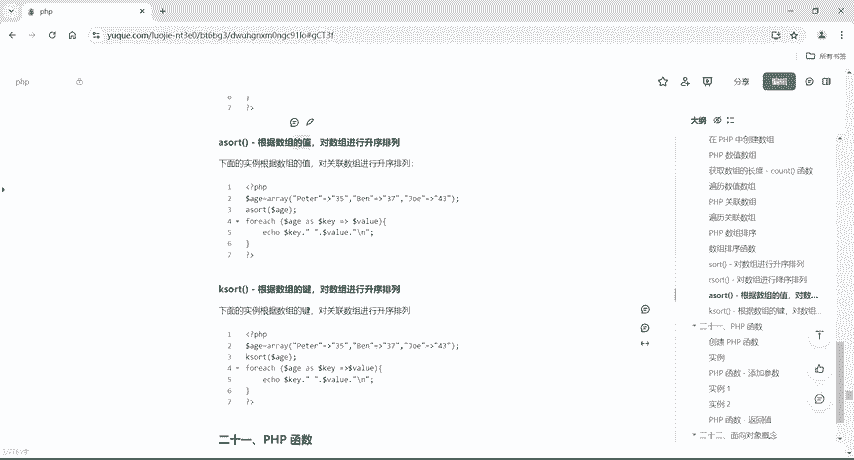 php
yuque.com/luojie-nt3e0/bt6bg3/dwuhgnxm0ngc91lo#gCT3f
所有书签
php
分享
编辑
7 ?>
asort() - 根据数组的值，对数组进行升序排列
下面的实例根据数组的值，对关联数组进行升序排列：
1 <?php
2 $age=array("Peter"=>"35","Ben"=>"37","Joe"=>"43");
3 asort($age);
4 foreach ($age as $key => $value){
5 echo $key." ".$value."\n";
6 }
7 ?>
ksort() - 根据数组的键，对数组进行升序排列
下面的实例根据数组的键，对关联数组进行升序排列
1 <?php
2 $age=array("Peter"=>"35","Ben"=>"37","Joe"=>"43");
3 ksort($age);
4 foreach ($age as $key =>$value){
5 echo $key." ".$value."\n";
6 }
7 ?>
二十一、PHP 函数
大纲
在 PHP 中创建数组
PHP 数值数组
获取数组的长度 - count() 函数
遍历数值数组
PHP 关联数组
遍历关联数组
PHP 数组排序
数组排序函数
sort() - 对数组进行升序排列
rsort() - 对数组进行降序排列
asort() - 根据数组的值，对数...
ksort() - 根据数组的键，对数组...
二十一、PHP 函数
创建 PHP 函数
实例
PHP 函数 - 添加参数
实例 1
实例 2
PHP 函数 - 返回值
二十二、面向对象概念